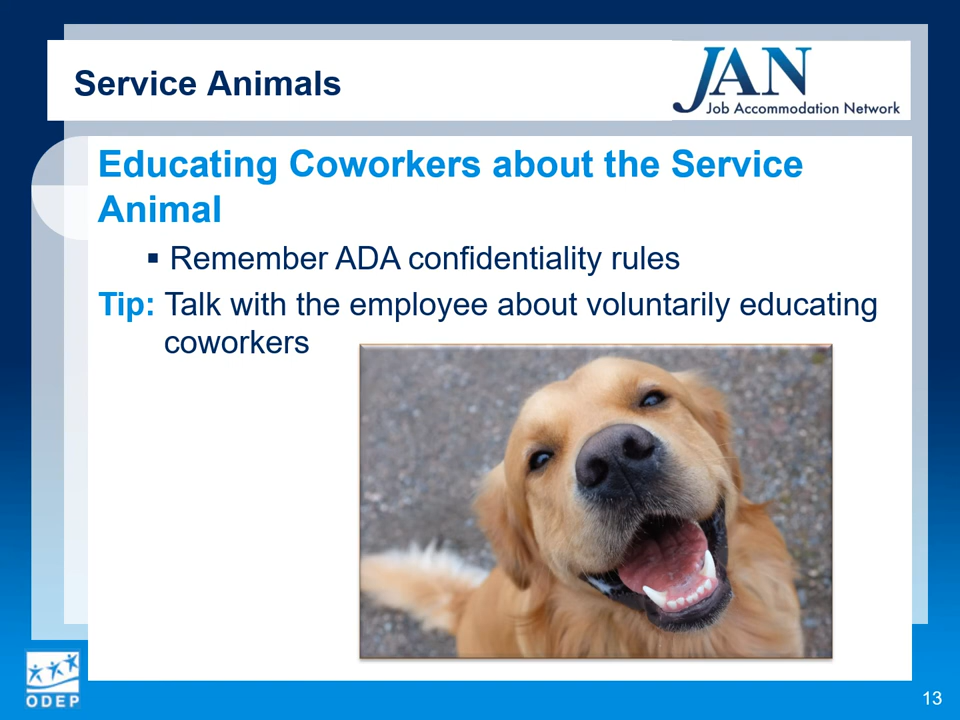 Service Animals
JAN
Job Accommodation Network
Educating Coworkers about the Service
Animal
▪ Remember ADA confidentiality rules
Tip: Talk with the employee about voluntarily educating
coworkers
ODEP
13